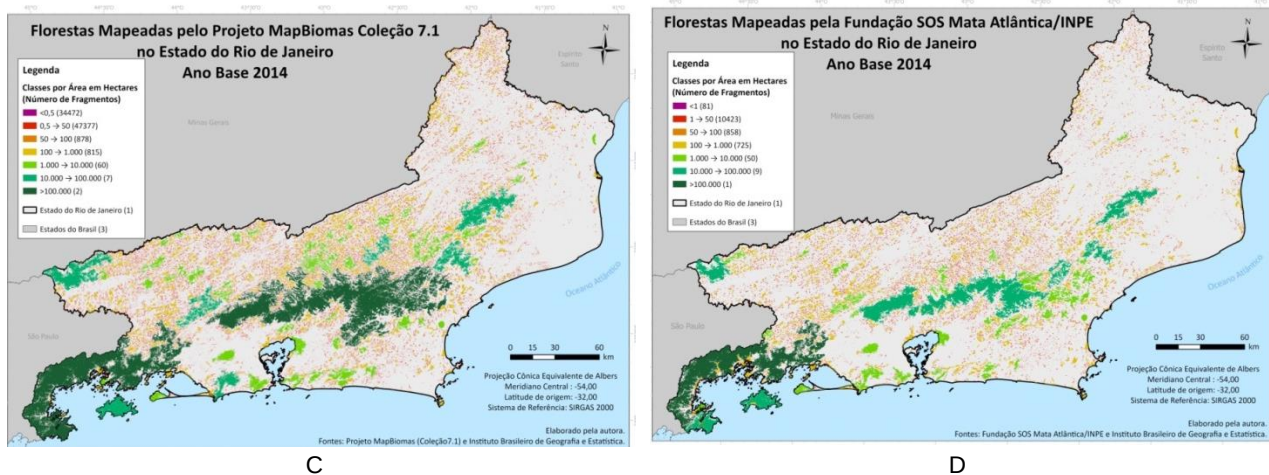 Florestas Mapeadas pelo Projeto MapBiomas Coleção 7.1
no Estado do Rio de Janeiro
Ano Base 2014
N
Legenda
Classes por Área em Hectares
(Número de Fragmentos)
<0,5 (34472)
0,5 → 50 (47377)
50 → 100 (878)
100 → 1.000 (815)
1.000 → 10.000 (60)
10.000 → 100.000 (7)
>100.000 (2)
Estado do Rio de Janeiro (1)
Estados do Brasil (3)
Espírito
Santo
Minas Gerais
São Paulo
Oceano Atlântico
0 15 30 45 60
km
Projeção Cônica Equivalente de Albers
Meridiano Central : -54,00
Latitude de origem: -32,00
Sistema de Referência: SIRGAS 2000
Elaborado pela autora.
Fontes: Projeto MapBiomas (Coleção7.1) e Instituto Brasileiro de Geografia e Estatística.
C
Florestas Mapeadas pela Fundação SOS Mata Atlântica/INPE
no Estado do Rio de Janeiro
Ano Base 2014
N
Legenda
Classes por Área em Hectares
(Número de Fragmentos)
<1 (81)
1 → 50 (10423)
50 → 100 (858)
100 → 1.000 (725)
1.000 → 10.000 (50)
10.000 → 100.000 (9)
>100.000 (1)
Estado do Rio de Janeiro (1)
Estados do Brasil (3)
Espírito
Santo
Minas Gerais
São Paulo
Oceano Atlântico
0 15 30 45 60
km
Projeção Cônica Equivalente de Albers
Meridiano Central : -54,00
Latitude de origem: -32,00
Sistema de Referência: SIRGAS 2000
Elaborado pela autora.
Fontes: Fundação SOS Mata Atlântica/INPE e Instituto Brasileiro de Geografia e Estatística.
D